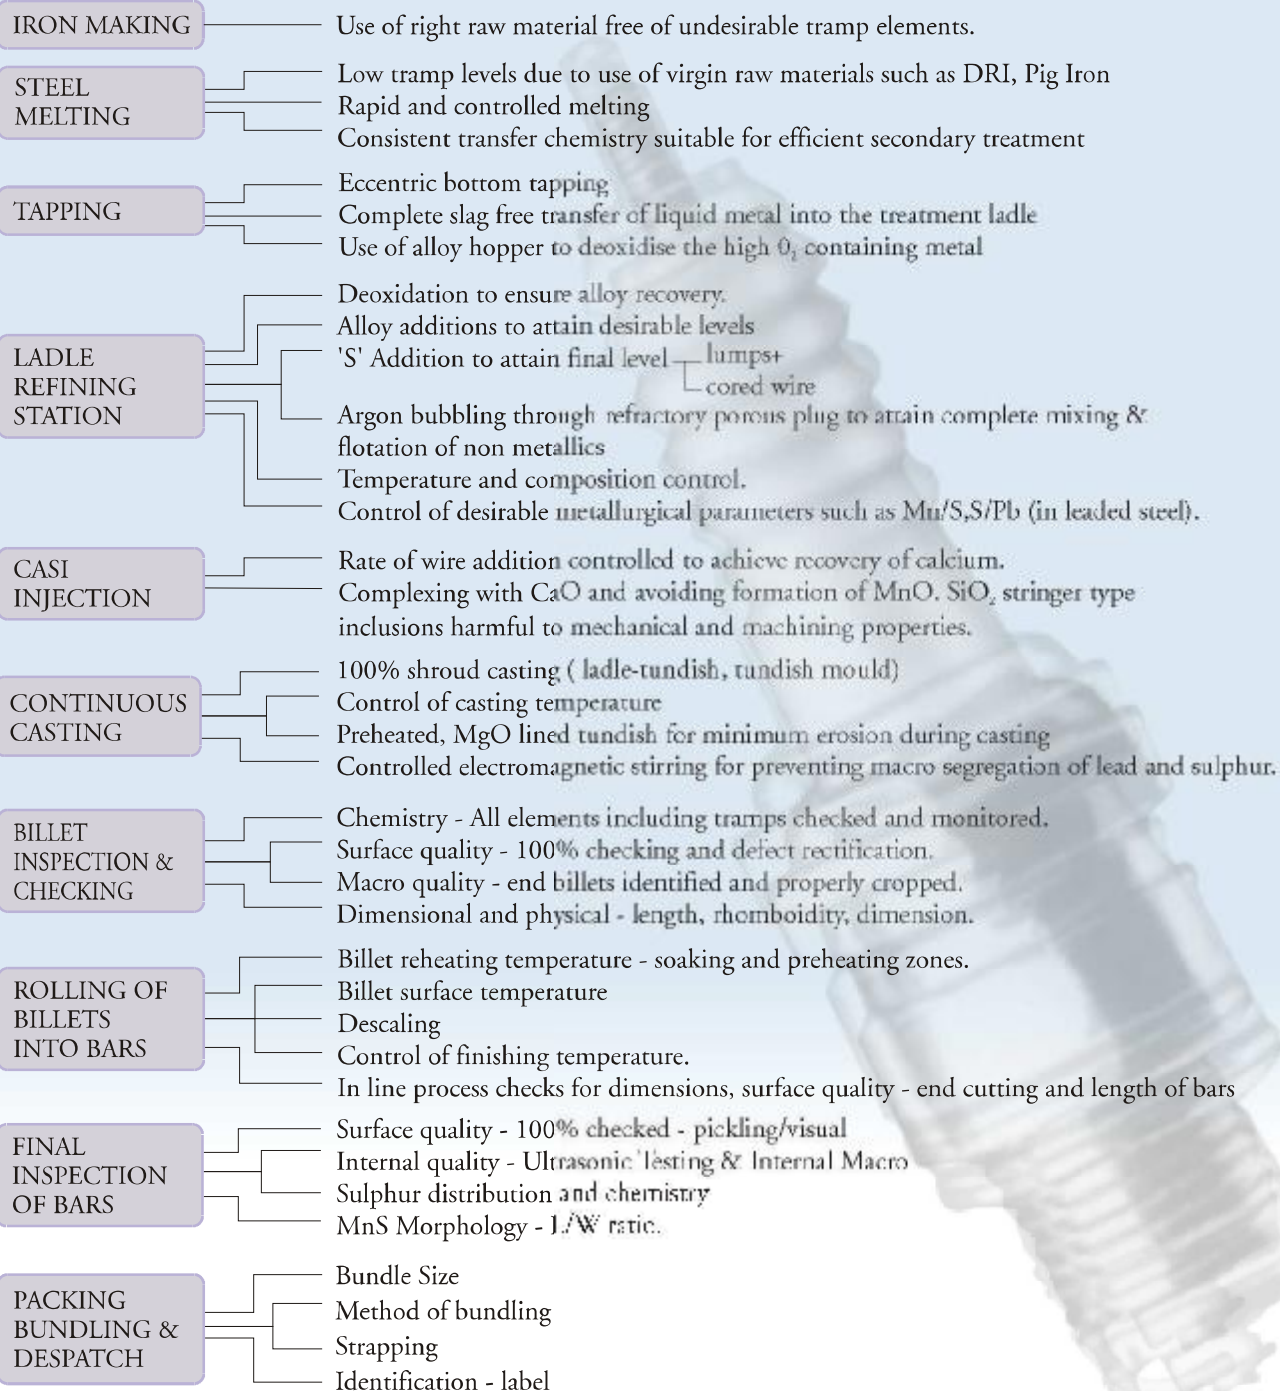 IRON MAKING
Use of right raw material free of undesirable tramp elements.
STEEL
MELTING
Low tramp levels due to use of virgin raw materials such as DRI, Pig Iron
Rapid and controlled melting
Consistent transfer chemistry suitable for efficient secondary treatment
TAPPING
Eccentric bottom tapping
Complete slag free transfer of liquid metal into the treatment ladle
Use of alloy hopper to deoxidise the high 0₂ containing metal
LADLE
REFINING
STATION
Deoxidation to ensure alloy recovery.
Alloy additions to attain desirable levels
'S' Addition to attain final level
lumps+
cored wire
Argon bubbling through refractory porous plug to attain complete mixing &
flotation of non metallics
Temperature and composition control.
Control of desirable metallurgical parameters such as Mn/S,S/Pb (in leaded steel).
CASI
INJECTION
Rate of wire addition controlled to achieve recovery of calcium.
Complexing with CaO and avoiding formation of MnO. SiO₂ stringer type
inclusions harmful to mechanical and machining properties.
CONTINUOUS
CASTING
100% shroud casting ( ladle-tundish, tundish mould)
Control of casting temperature
Preheated, MgO lined tundish for minimum erosion during casting
Controlled electromagnetic stirring for preventing macro segregation of lead and sulphur.
BILLET
INSPECTION &
CHECKING
Chemistry - All elements including tramps checked and monitored.
Surface quality - 100% checking and defect rectification.
Macro quality - end billets identified and properly cropped.
Dimensional and physical - length, rhomboidity, dimension.
ROLLING OF
BILLETS
INTO BARS
Billet reheating temperature - soaking and preheating zones.
Billet surface temperature
Descaling
Control of finishing temperature.
In line process checks for dimensions, surface quality - end cutting and length of bars
FINAL
INSPECTION
OF BARS
Surface quality - 100% checked - pickling/visual
Internal quality - Ultrasonic Testing & Internal Macro
Sulphur distribution and chemistry
MnS Morphology - L/W ratio.
PACKING
BUNDLING &
DESPATCH
Bundle Size
Method of bundling
Strapping
Identification - label